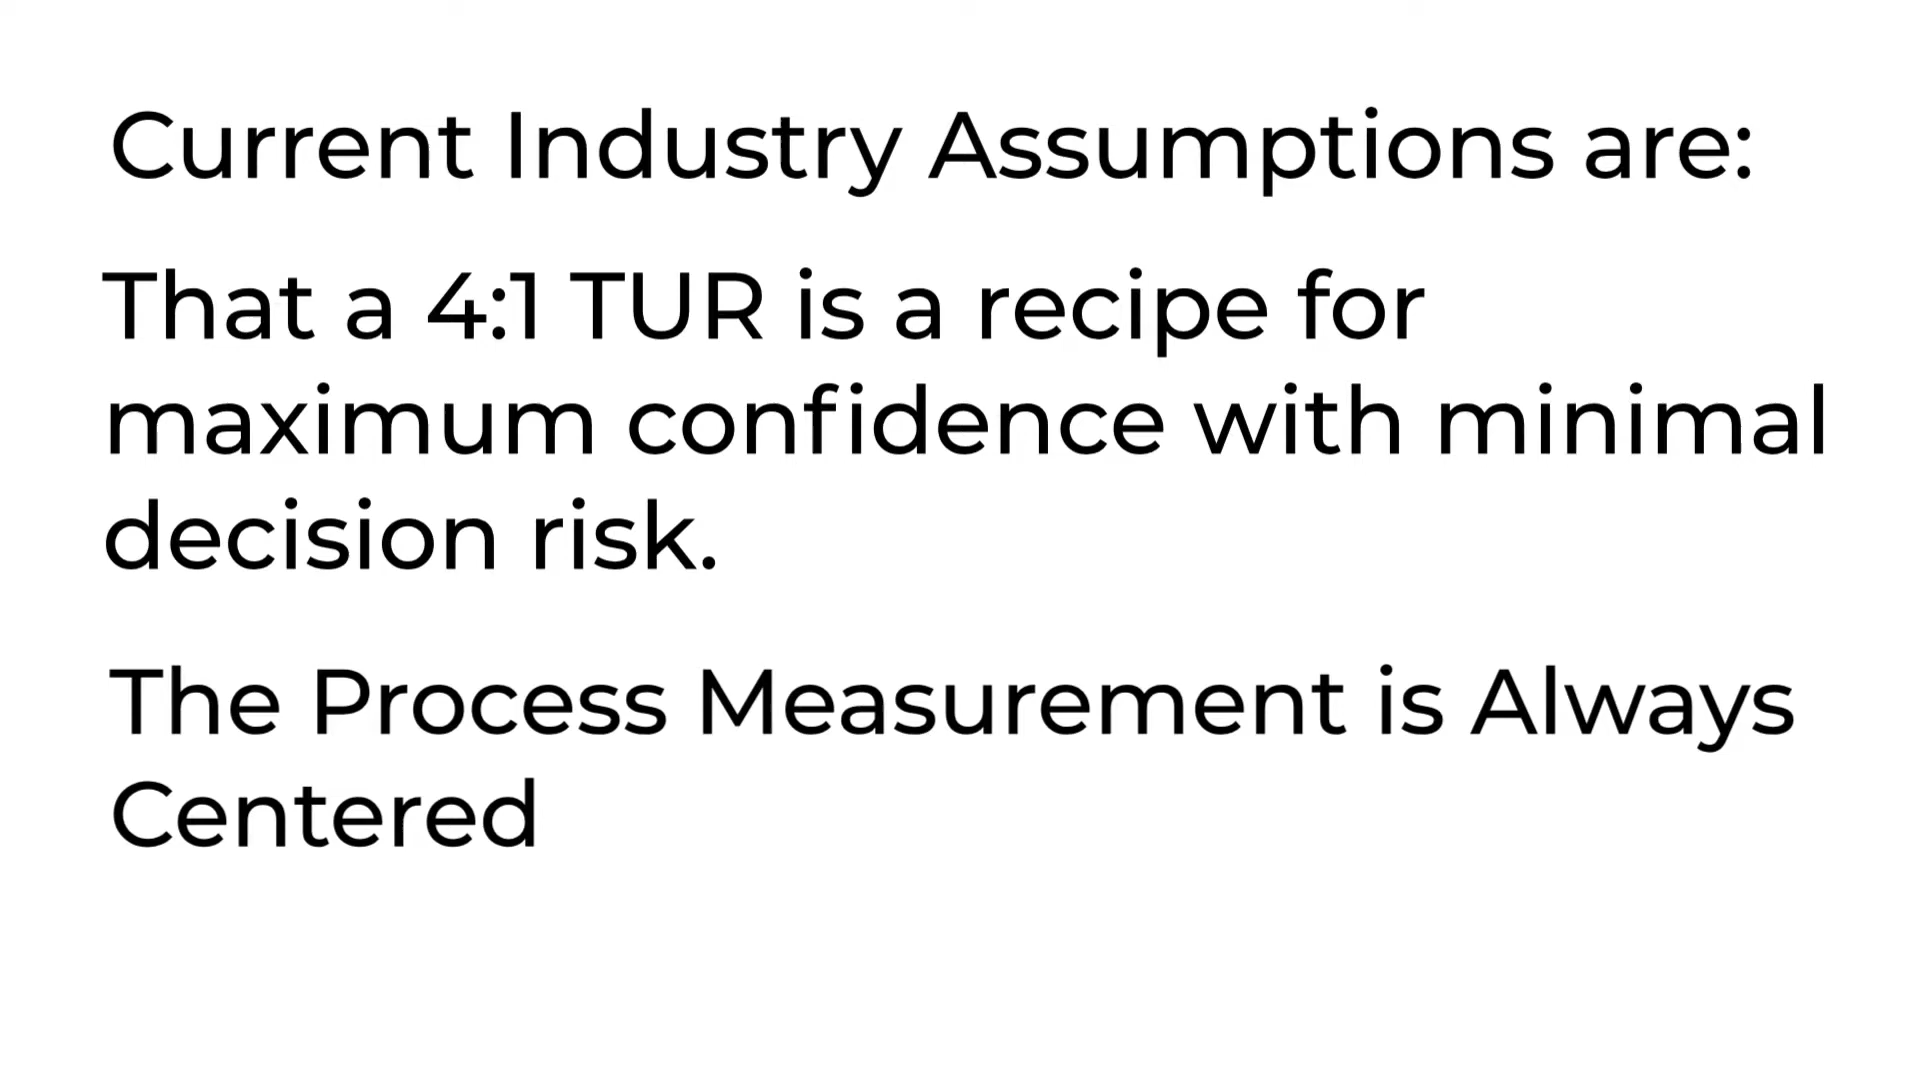 Current Industry Assumptions are:
That a 4:1 TUR is a recipe for
maximum confidence with minimal
decision risk.
The Process Measurement is Always
Centered